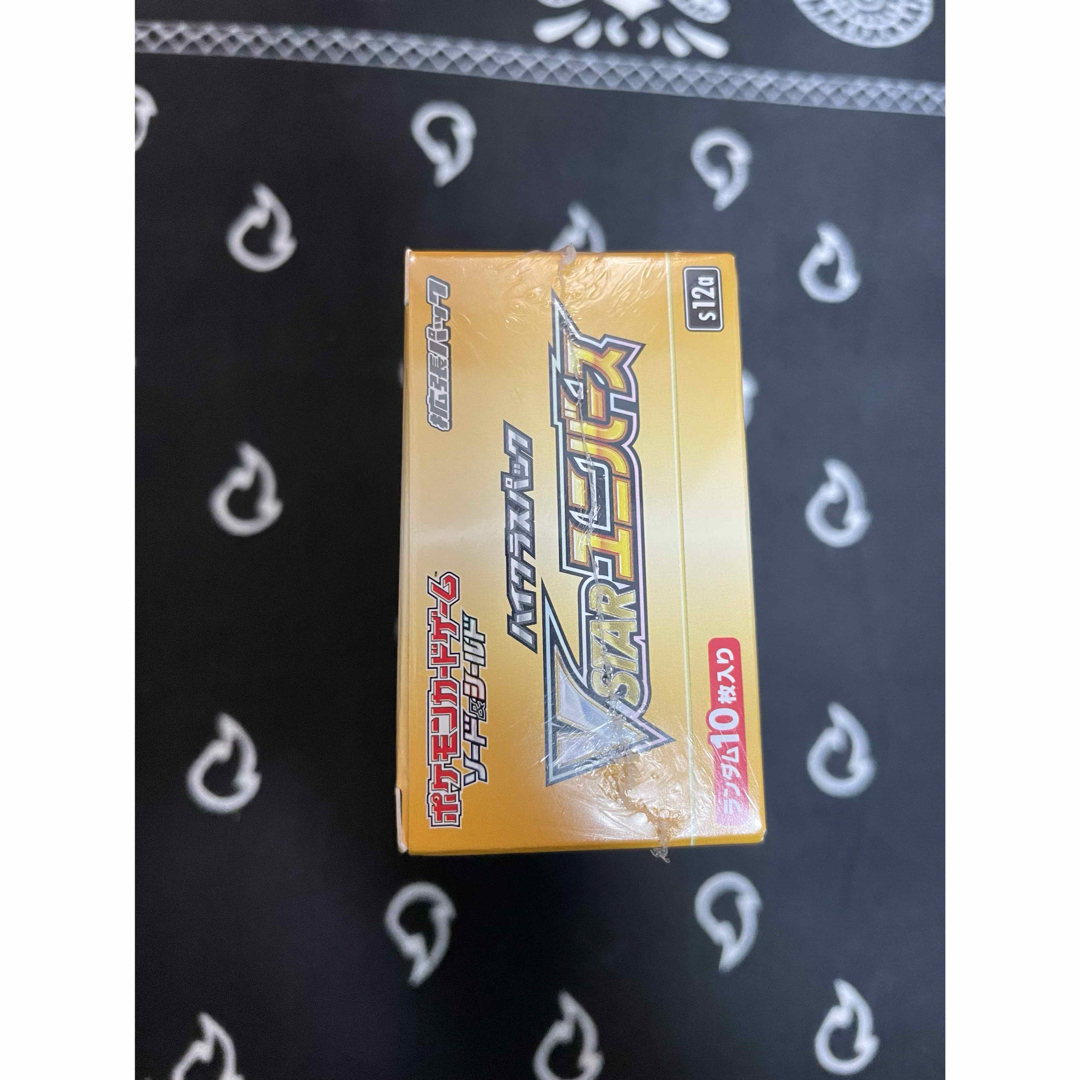 ポケモンカードゲーム
ソード&シールド
拡張パック
ハイクラスパック
VSTARユニバース
ランダム10枚入り
s12a